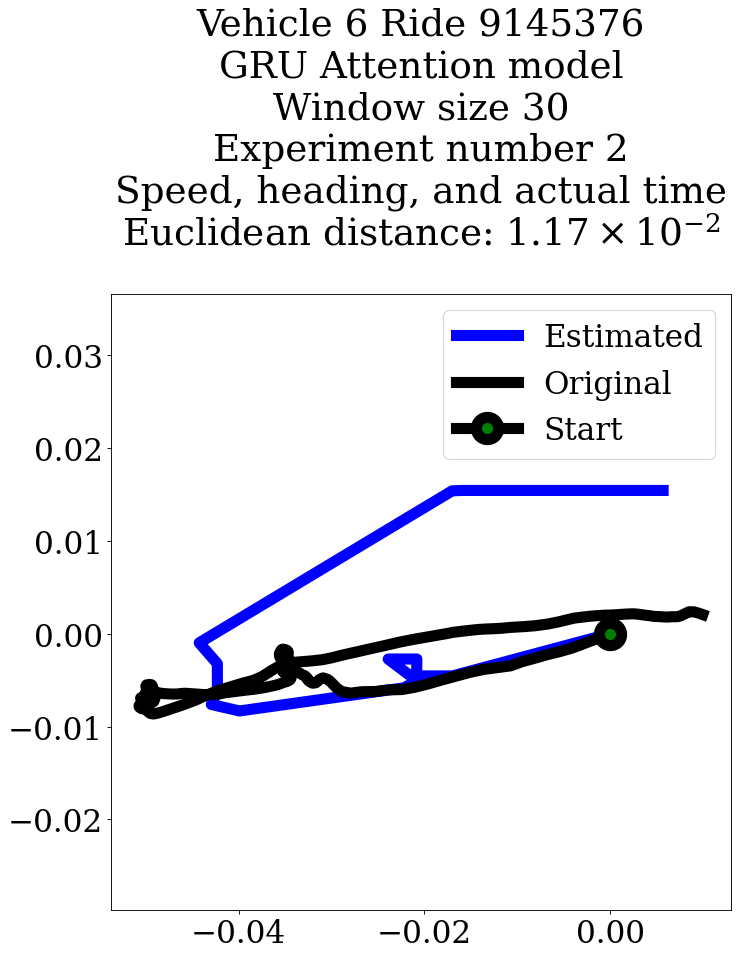 Vehicle 6 Ride 9145376
GRU Attention model
Window size 30
Experiment number 2
Speed, heading, and actual time
Euclidean distance: 1.17 × 10⁻²
Estimated
Original
Start
0.03
0.02
0.01
0.00
−0.01
−0.02
−0.04
−0.02
0.00